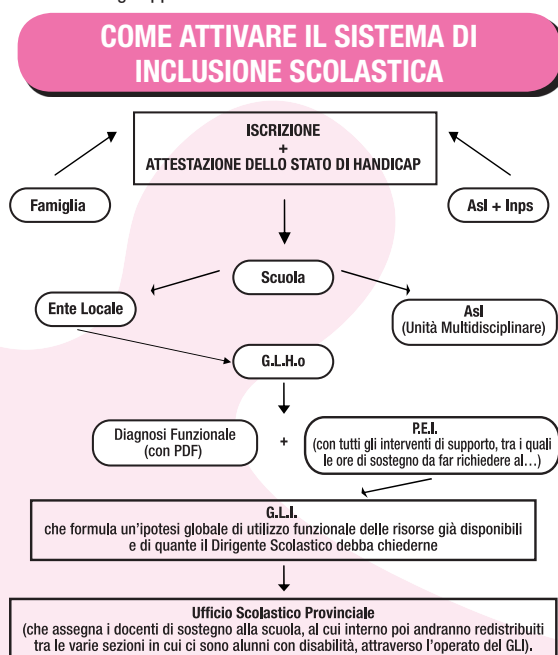 COME ATTIVARE IL SISTEMA DI
INCLUSIONE SCOLASTICA
ISCRIZIONE
+
ATTESTAZIONE DELLO STATO DI HANDICAP
Famiglia
Asl + Inps
Scuola
Ente Locale
Asl
(Unità Multidisciplinare)
G.L.H.o
Diagnosi Funzionale
(con PDF)
+
P.E.I.
(con tutti gli interventi di supporto, tra i quali
le ore di sostegno da far richiedere al...)
G.L.I.
che formula un'ipotesi globale di utilizzo funzionale delle risorse già disponibili
e di quante il Dirigente Scolastico debba chiederne
Ufficio Scolastico Provinciale
(che assegna i docenti di sostegno alla scuola, al cui interno poi andranno redistribuiti
tra le varie sezioni in cui ci sono alunni con disabilità, attraverso l'operato del GLI).